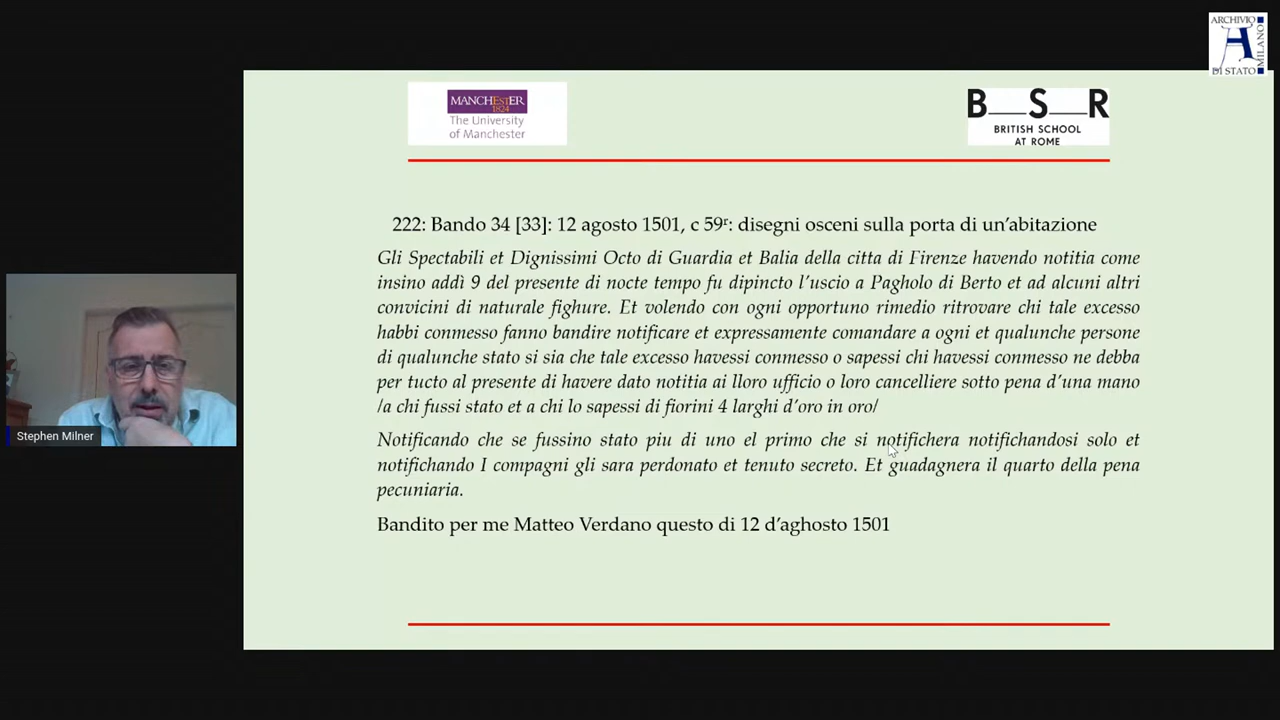 ARCHIVIO
DI STATO
MILANO
MANCHESTER
1824
The University
of Manchester
B S R
BRITISH SCHOOL
AT ROME
222: Bando 34 [33]: 12 agosto 1501, c 59r: disegni osceni sulla porta di un’abitazione
Gli Spectabili et Dignissimi Octo di Guardia et Balia della citta di Firenze havendo notitia come
insino addì 9 del presente di nocte tempo fu dipincto l’uscio a Pagholo di Berto et ad alcuni altri
convicini di naturale fighure. Et volendo con ogni opportuno rimedio ritrovare chi tale excesso
habbi conmesso fanno bandire notificare et expressamente comandare a ogni et qualunche persone
di qualunche stato si sia che tale excesso havessi conmesso o sapessi chi havessi conmesso ne debba
per tucto al presente di havere dato notitia ai lloro ufficio o loro cancelliere sotto pena d’una mano
/a chi fussi stato et a chi lo sapessi di fiorini 4 larghi d’oro in oro/
Notificando che se fussino stato piu di uno el primo che si notifichera notifichandosi solo et
notifichando I compagni gli sara perdonato et tenuto secreto. Et guadagnera il quarto della pena
pecuniaria.
Bandito per me Matteo Verdano questo di 12 d’aghosto 1501
Stephen Milner